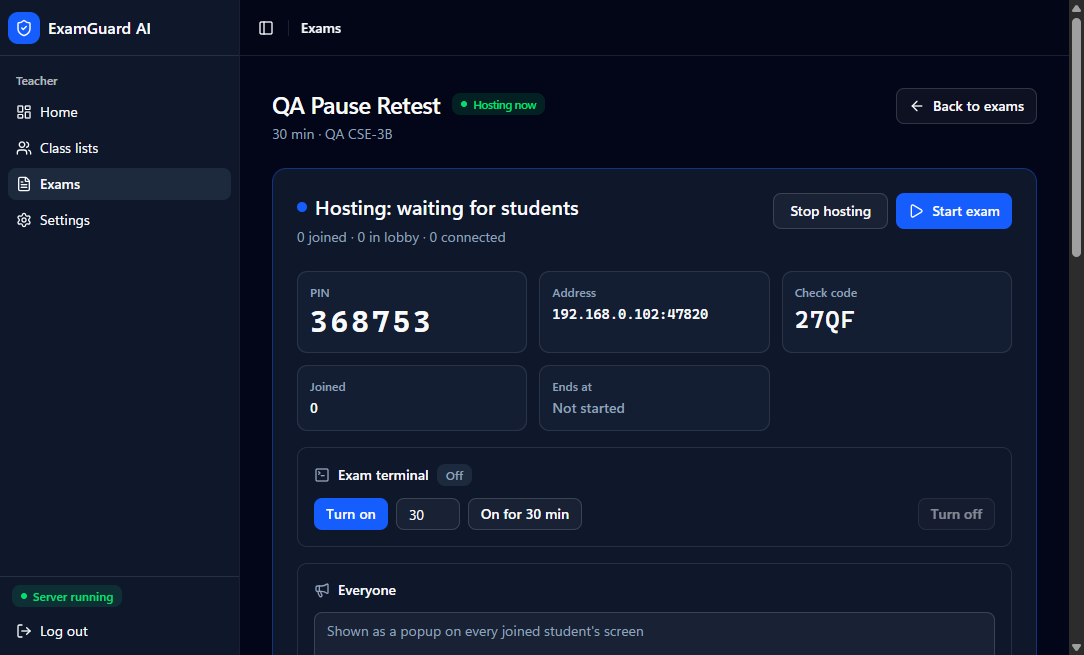 ExamGuard AI
Exams
Teacher
Home
Class lists
Exams
Settings
Server running
Log out
QA Pause Retest
Hosting now
30 min · QA CSE-3B
Back to exams
Hosting: waiting for students
0 joined · 0 in lobby · 0 connected
Stop hosting
Start exam
PIN
368753
Address
192.168.0.102:47820
Check code
27QF
Joined
0
Ends at
Not started
Exam terminal
Off
Turn on
30
On for 30 min
Turn off
Everyone
Shown as a popup on every joined student's screen